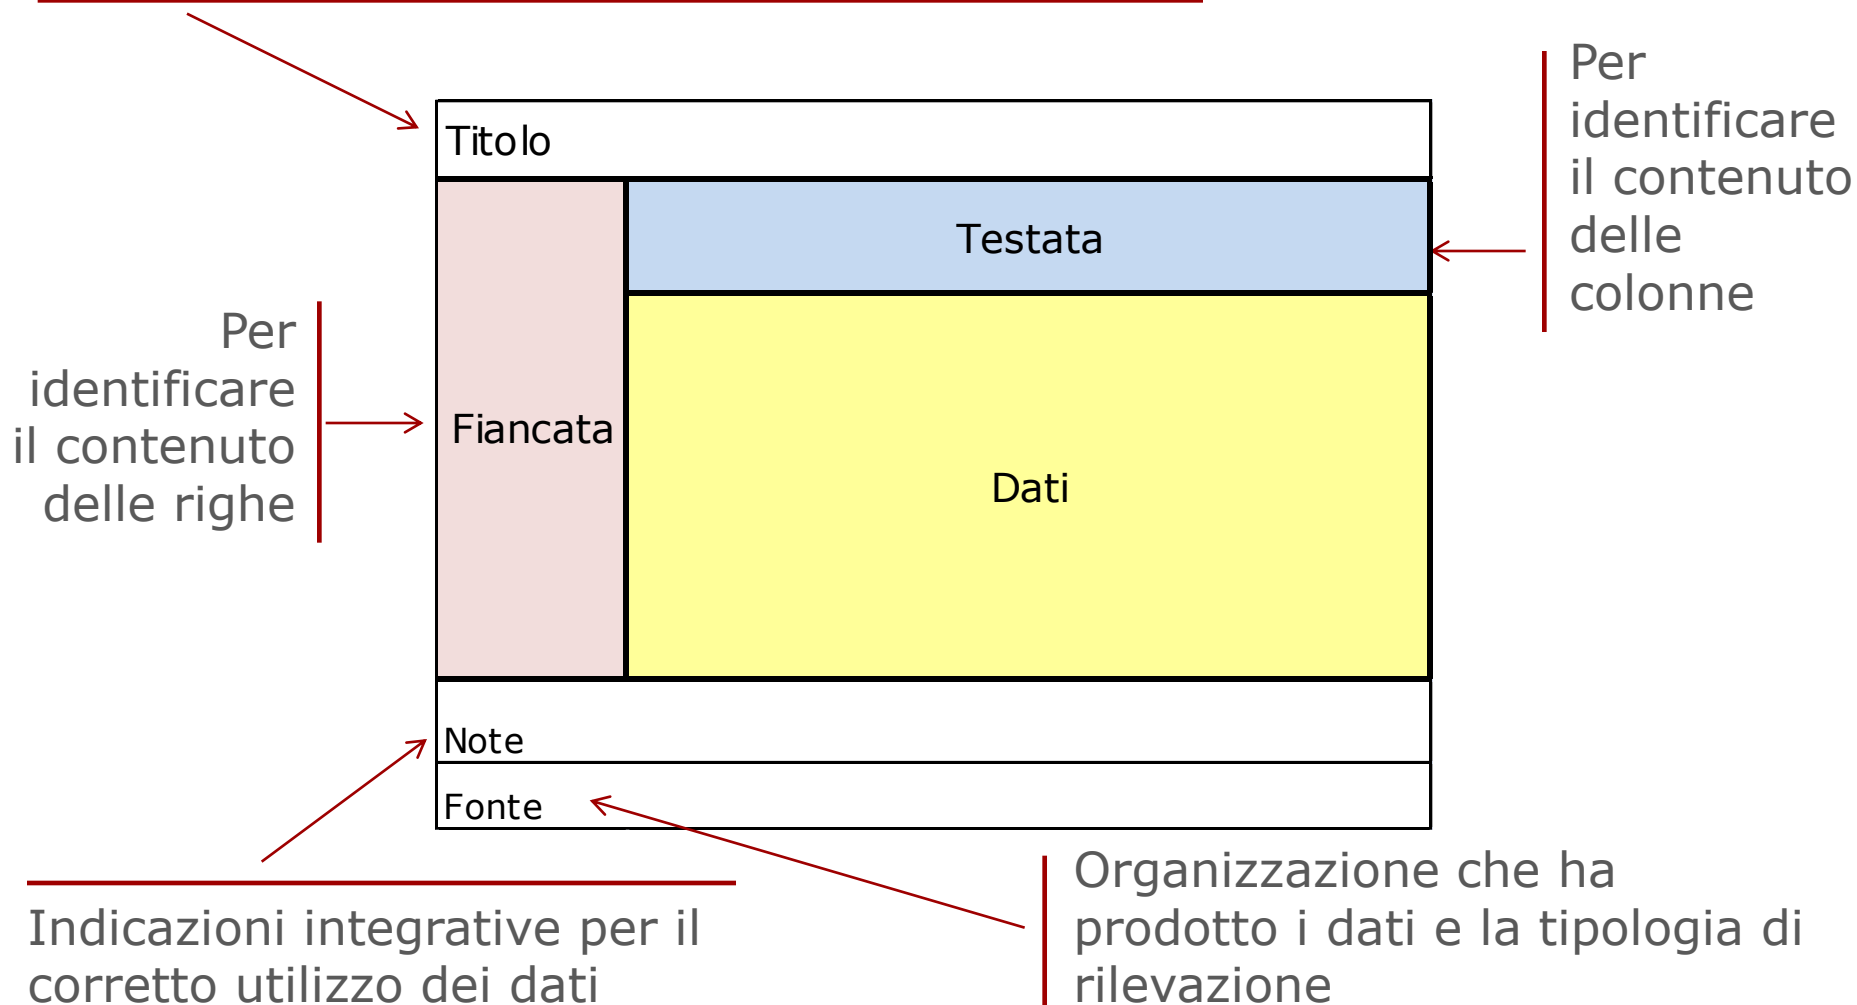 Per
identificare
il contenuto
delle
colonne
Titolo
Testata
Per
identificare
il contenuto
delle righe
Fiancata
Dati
Note
Fonte
Indicazioni integrative per il
corretto utilizzo dei dati
Organizzazione che ha
prodotto i dati e la tipologia di
rilevazione